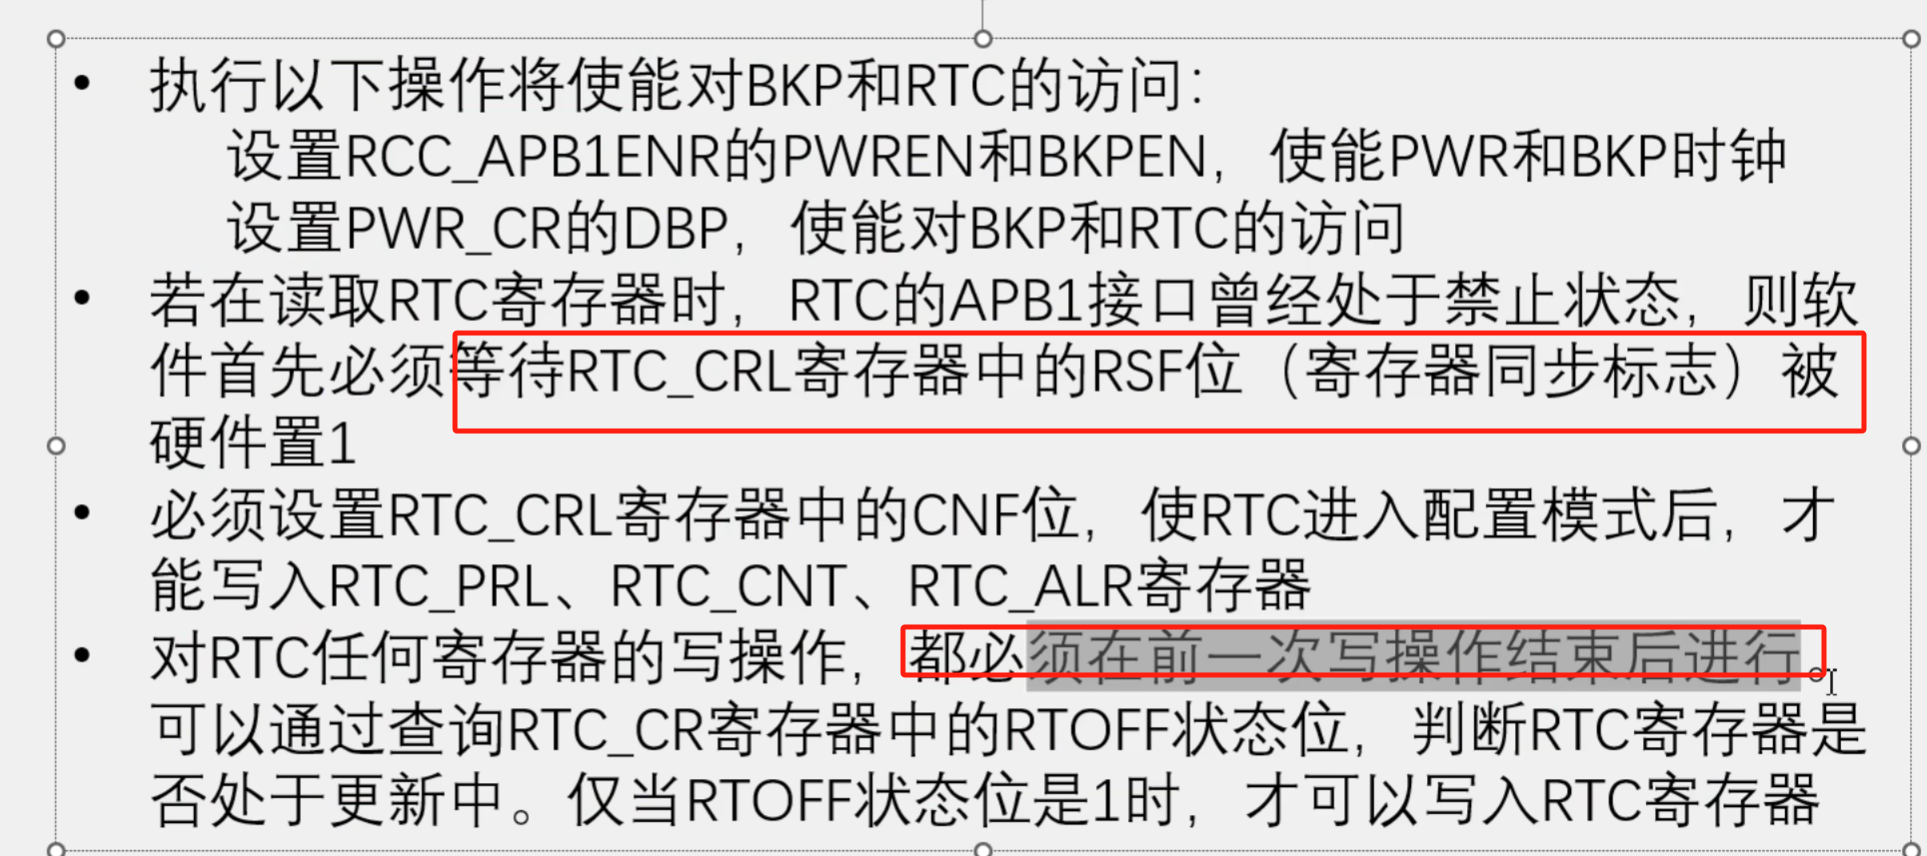 • 执行以下操作将使能对BKP和RTC的访问：
设置RCC_APB1ENR的PWREN和BKPEN，使能PWR和BKP时钟
设置PWR_CR的DBP，使能对BKP和RTC的访问
• 若在读取RTC寄存器时，RTC的APB1接口曾经处于禁止状态，则软
件首先必须等待RTC_CRL寄存器中的RSF位（寄存器同步标志）被
硬件置1
• 必须设置RTC_CRL寄存器中的CNF位，使RTC进入配置模式后，才
能写入RTC_PRL、RTC_CNT、RTC_ALR寄存器
• 对RTC任何寄存器的写操作，都必须在前一次写操作结束后进行。
可以通过查询RTC_CR寄存器中的RTOFF状态位，判断RTC寄存器是
否处于更新中。仅当RTOFF状态位是1时，才可以写入RTC寄存器